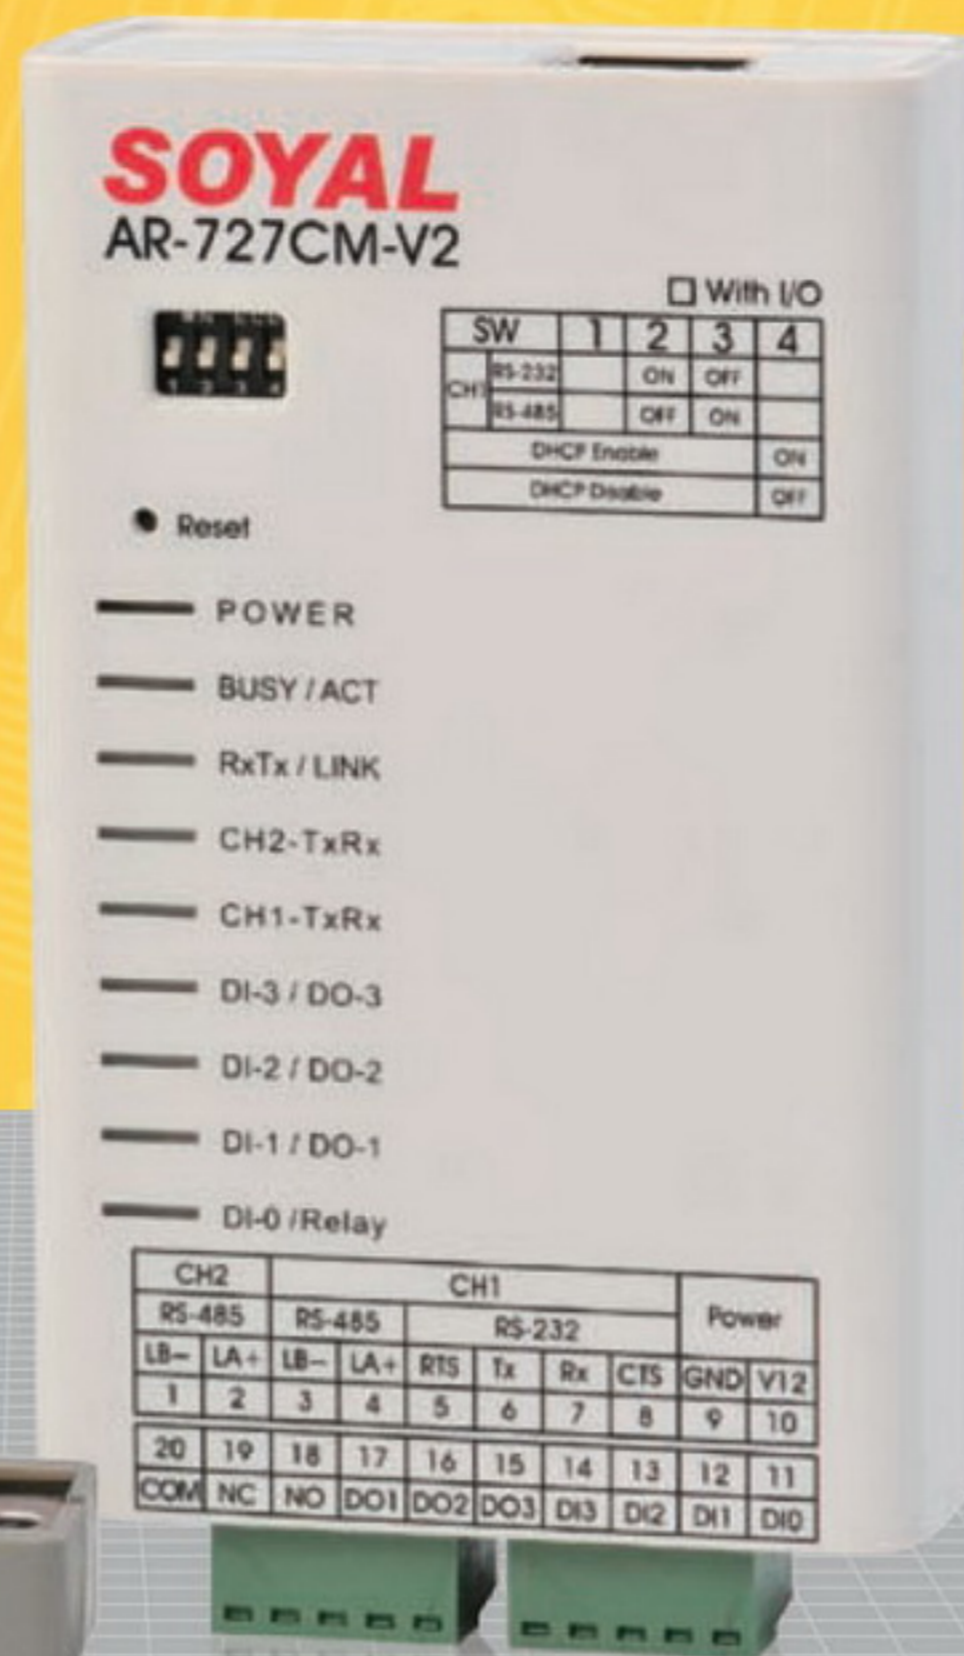 SOYAL
AR-727CM-V2
With I/O
SW 1 2 3 4
CH1 RS-232 ON OFF
RS-485 OFF ON
DHCP Enable ON
DHCP Disable OFF
1 2 3 4
Reset
POWER
BUSY / ACT
RxTx / LINK
CH2-TxRx
CH1-TxRx
DI-3 / DO-3
DI-2 / DO-2
DI-1 / DO-1
DI-0 /Relay
CH2 CH1 Power
RS-485 RS-485 RS-232
LB- LA+ LB- LA+ RTS Tx Rx CTS GND V12
1 2 3 4 5 6 7 8 9 10
20 19 18 17 16 15 14 13 12 11
COM NC NO DO1 DO2 DO3 DI3 DI2 DI1 DI0